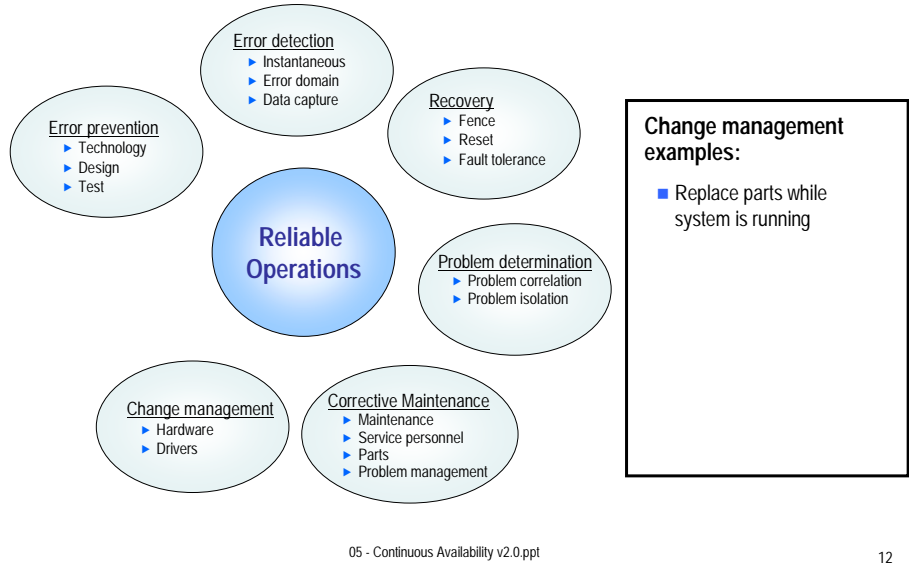 Error detection
Instantaneous
Error domain
Data capture
Recovery
Fence
Reset
Fault tolerance
Error prevention
Technology
Design
Test
Reliable
Operations
Problem determination
Problem correlation
Problem isolation
Change management
Hardware
Drivers
Corrective Maintenance
Maintenance
Service personnel
Parts
Problem management
Change management
examples:
Replace parts while
system is running
05 - Continuous Availability v2.0.ppt
12